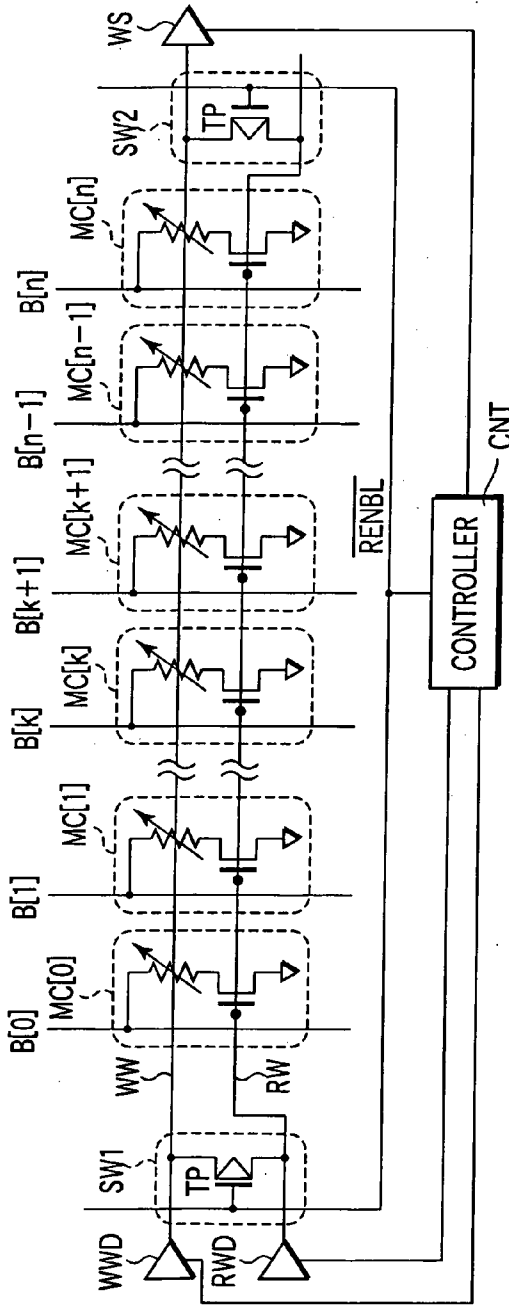 B[0]
B[1]
B[k]
B[k+1]
B[n-1]
B[n]
MC[0]
MC[1]
MC[k]
MC[k+1]
MC[n-1]
MC[n]
SW1
SW2
WWD
WW
WS
TP
TP
RWD
RW
RENBL
CONTROLLER
CNT